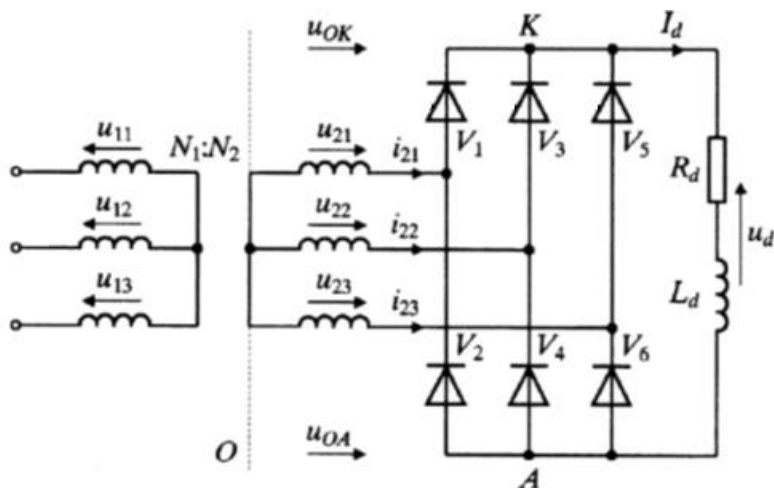 u_OK
K
I_d
u_11
N_1:N_2
u_21
i_21
V_1
V_3
V_5
R_d
u_12
u_22
i_22
u_d
u_13
u_23
i_23
L_d
V_2
V_4
V_6
O
u_OA
A